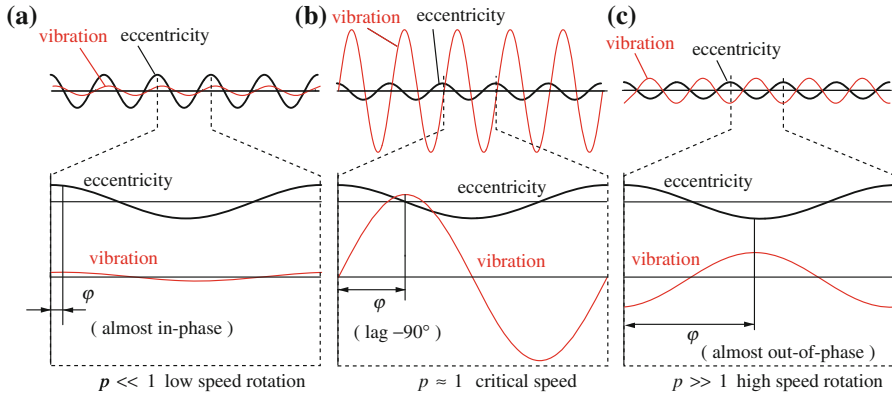 (a)
vibration
eccentricity
eccentricity
vibration
φ
( almost in-phase )
p << 1 low speed rotation
(b)
vibration
eccentricity
eccentricity
vibration
φ
( lag −90° )
p ≈ 1 critical speed
(c)
vibration
eccentricity
eccentricity
vibration
φ
( almost out-of-phase )
p >> 1 high speed rotation